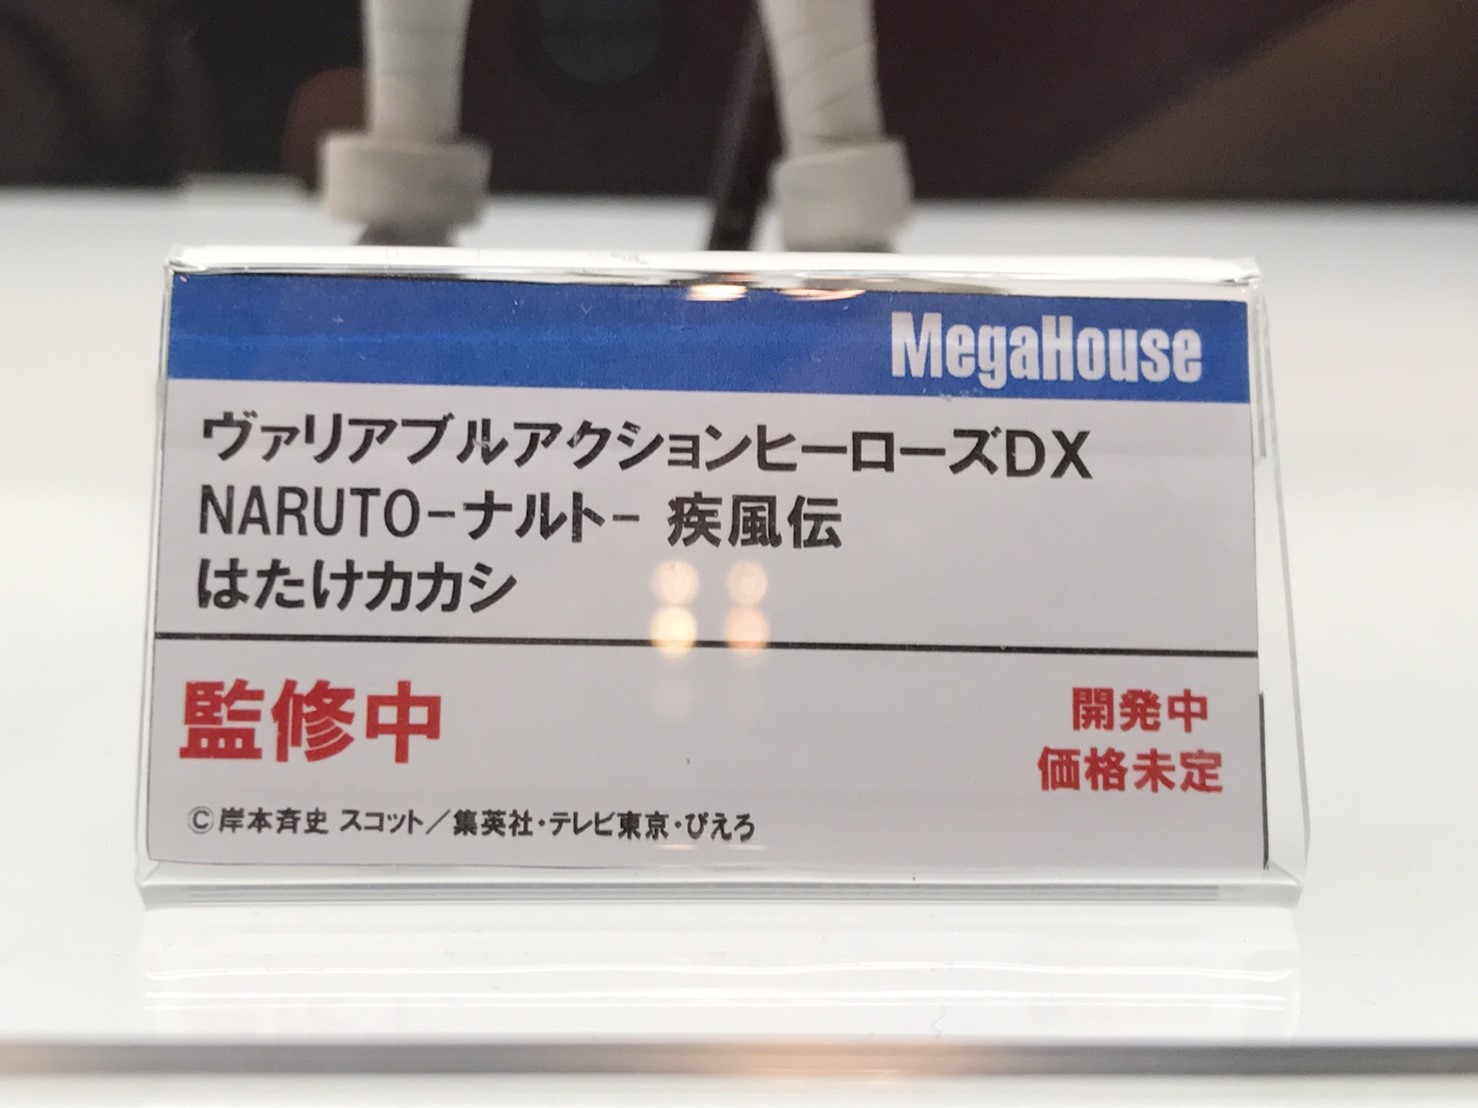 MegaHouse
ヴァリアブルアクションヒーローズDX
NARUTO-ナルト- 疾風伝
はたけカカシ
監修中
開発中
価格未定
©岸本斉史 スコット／集英社・テレビ東京・ぴえろ